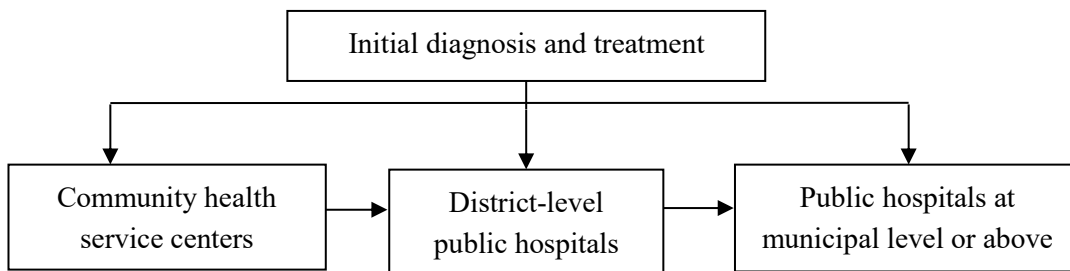 Initial diagnosis and treatment
Community health
service centers
District-level
public hospitals
Public hospitals at
municipal level or above